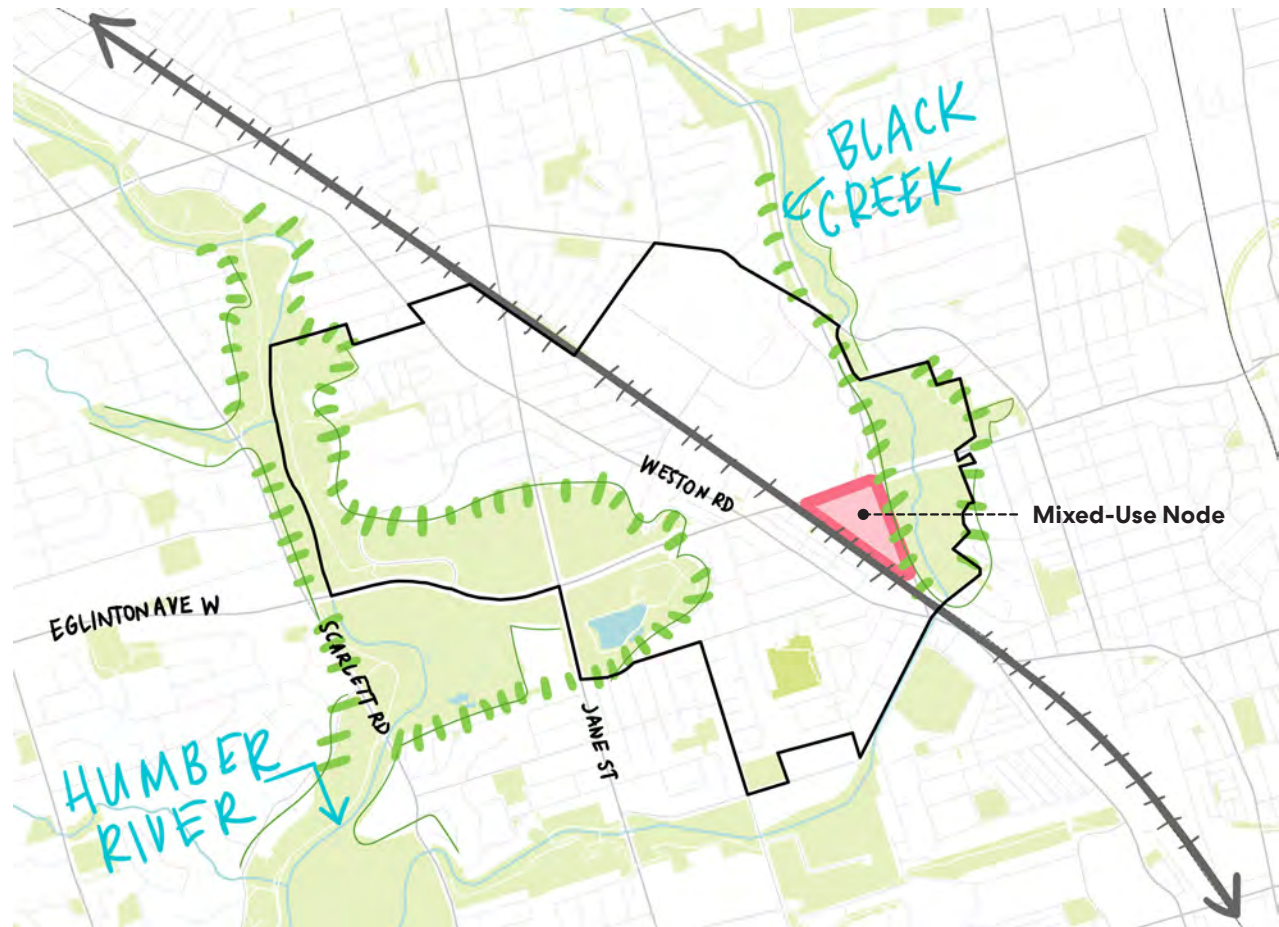 BLACK
CREEK
WESTON RD
Mixed-Use Node
EGLINTON AVE W
SCARLETT RD
JANE ST
HUMBER
RIVER